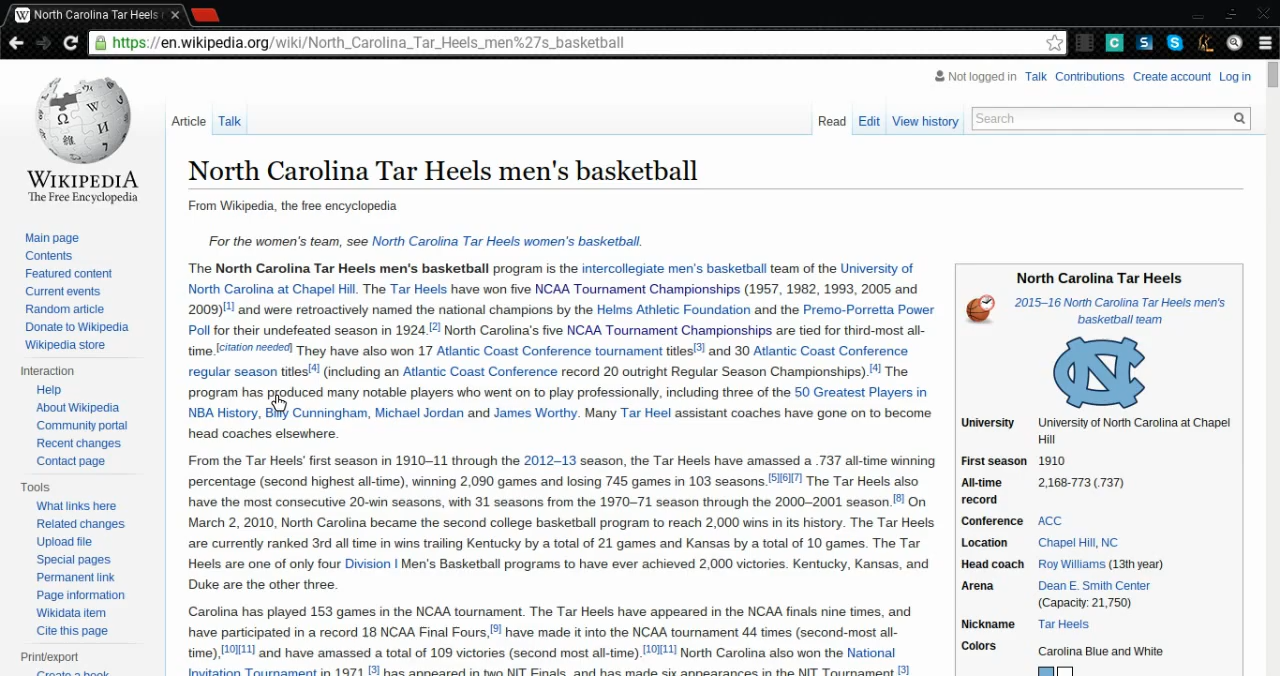 North Carolina Tar Heels
https://en.wikipedia.org/wiki/North_Carolina_Tar_Heels_men%27s_basketball
Not logged in Talk Contributions Create account Log in
Article Talk Read Edit View history Search
WIKIPEDIA
The Free Encyclopedia
Main page
Contents
Featured content
Current events
Random article
Donate to Wikipedia
Wikipedia store
Interaction
Help
About Wikipedia
Community portal
Recent changes
Contact page
Tools
What links here
Related changes
Upload file
Special pages
Permanent link
Page information
Wikidata item
Cite this page
Print/export
Create a book
North Carolina Tar Heels men's basketball
From Wikipedia, the free encyclopedia
For the women's team, see North Carolina Tar Heels women's basketball.
The North Carolina Tar Heels men's basketball program is the intercollegiate men's basketball team of the University of
North Carolina at Chapel Hill. The Tar Heels have won five NCAA Tournament Championships (1957, 1982, 1993, 2005 and
2009)[1] and were retroactively named the national champions by the Helms Athletic Foundation and the Premo-Porretta Power
Poll for their undefeated season in 1924.[2] North Carolina's five NCAA Tournament Championships are tied for third-most all-
time.[citation needed] They have also won 17 Atlantic Coast Conference tournament titles[3] and 30 Atlantic Coast Conference
regular season titles[4] (including an Atlantic Coast Conference record 20 outright Regular Season Championships).[4] The
program has produced many notable players who went on to play professionally, including three of the 50 Greatest Players in
NBA History, Billy Cunningham, Michael Jordan and James Worthy. Many Tar Heel assistant coaches have gone on to become
head coaches elsewhere.
From the Tar Heels' first season in 1910–11 through the 2012–13 season, the Tar Heels have amassed a .737 all-time winning
percentage (second highest all-time), winning 2,090 games and losing 745 games in 103 seasons.[5][6][7] The Tar Heels also
have the most consecutive 20-win seasons, with 31 seasons from the 1970–71 season through the 2000–2001 season.[8] On
March 2, 2010, North Carolina became the second college basketball program to reach 2,000 wins in its history. The Tar Heels
are currently ranked 3rd all time in wins trailing Kentucky by a total of 21 games and Kansas by a total of 10 games. The Tar
Heels are one of only four Division I Men's Basketball programs to have ever achieved 2,000 victories. Kentucky, Kansas, and
Duke are the other three.
Carolina has played 153 games in the NCAA tournament. The Tar Heels have appeared in the NCAA finals nine times, and
have participated in a record 18 NCAA Final Fours,[9] have made it into the NCAA tournament 44 times (second-most all-
time),[10][11] and have amassed a total of 109 victories (second most all-time).[10][11] North Carolina also won the National
Invitation Tournament in 1971,[3] has appeared in two NIT Finals, and has made six appearances in the NIT Tournament.[3]
North Carolina Tar Heels
2015–16 North Carolina Tar Heels men's
basketball team
NC
University University of North Carolina at Chapel
Hill
First season 1910
All-time
record 2,168-773 (.737)
Conference ACC
Location Chapel Hill, NC
Head coach Roy Williams (13th year)
Arena Dean E. Smith Center
(Capacity: 21,750)
Nickname Tar Heels
Colors Carolina Blue and White